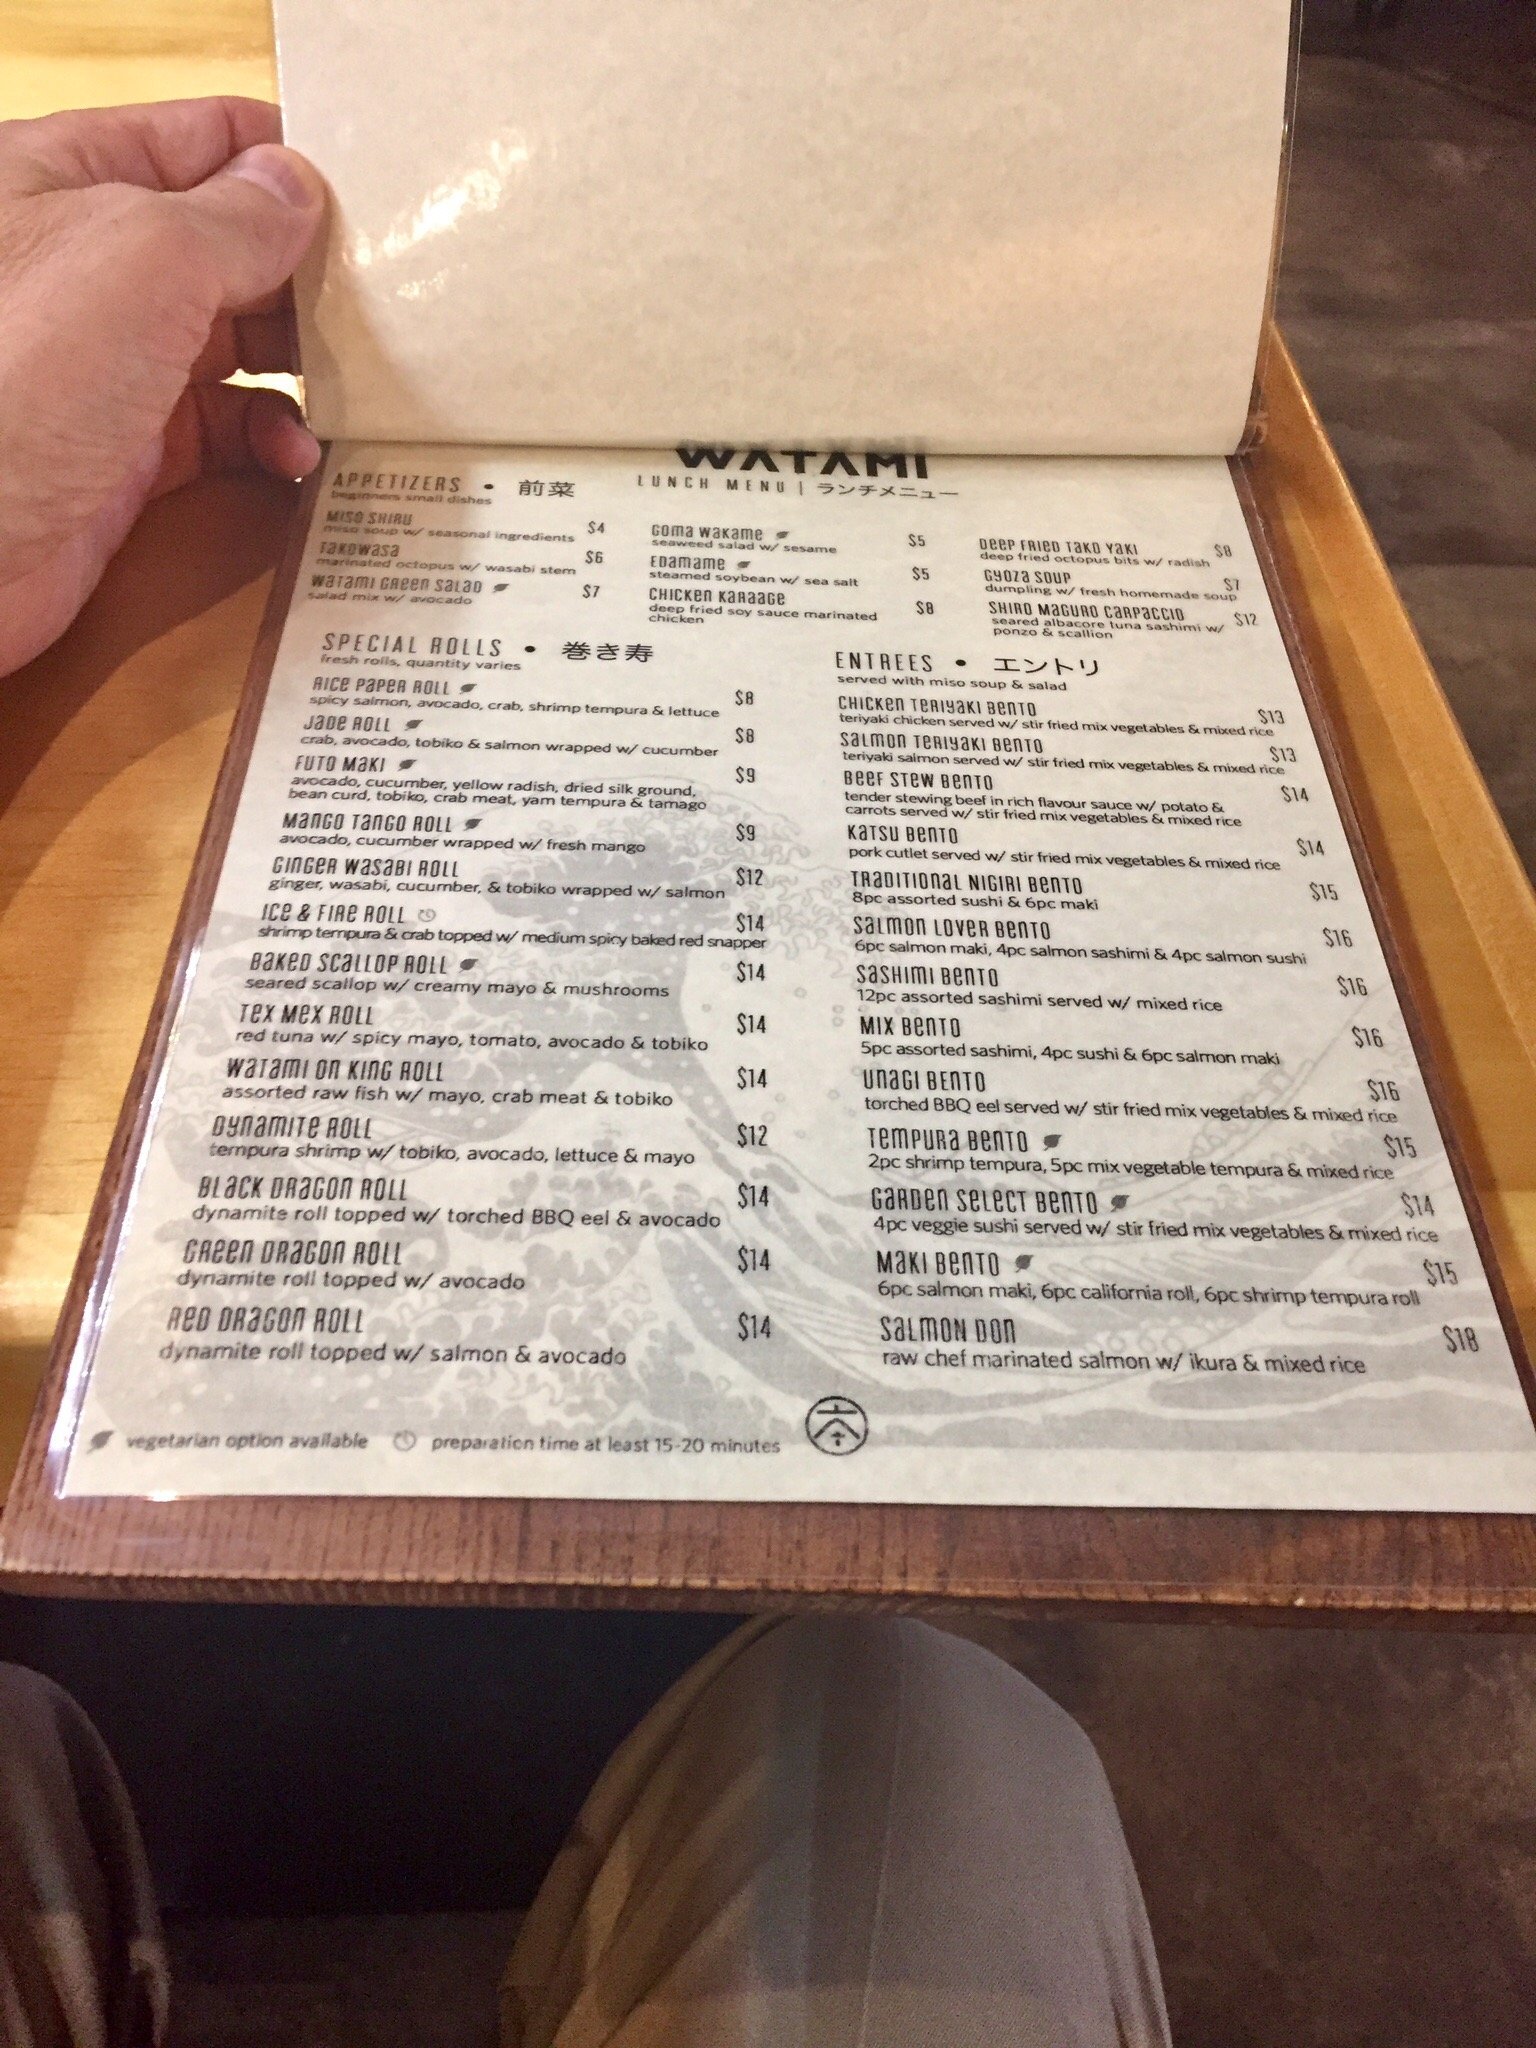 WATAMI
LUNCH MENU | ランチメニュー
APPETIZERS • 前菜
beginners small dishes
MISO SHIRU $4
miso soup w/ seasonal ingredients
TAKOWASA $6
marinated octopus w/ wasabi stem
WATAMI GREEN SALAD $7
salad mix w/ avocado
GOMA WAKAME $5
seaweed salad w/ sesame
EDAMAME $5
steamed soybean w/ sea salt
CHICKEN KARAAGE $8
deep fried soy sauce marinated
chicken
DEEP FRIED TAKO YAKI $8
deep fried octopus bits w/ radish
GYOZA SOUP $7
dumpling w/ fresh homemade soup
SHIRO MAGURO CARPACCIO $12
seared albacore tuna sashimi w/
ponzo & scallion
SPECIAL ROLLS • 巻き寿
fresh rolls, quantity varies
RICE PAPER ROLL $8
spicy salmon, avocado, crab, shrimp tempura & lettuce
JADE ROLL $8
crab, avocado, tobiko & salmon wrapped w/ cucumber
FUTO MAKI $9
avocado, cucumber, yellow radish, dried silk ground,
bean curd, tobiko, crab meat, yam tempura & tamago
MANGO TANGO ROLL $9
avocado, cucumber wrapped w/ fresh mango
GINGER WASABI ROLL $12
ginger, wasabi, cucumber, & tobiko wrapped w/ salmon
ICE & FIRE ROLL $14
shrimp tempura & crab topped w/ medium spicy baked red snapper
BAKED SCALLOP ROLL $14
seared scallop w/ creamy mayo & mushrooms
TEX MEX ROLL $14
red tuna w/ spicy mayo, tomato, avocado & tobiko
WATAMI ON KING ROLL $14
assorted raw fish w/ mayo, crab meat & tobiko
DYNAMITE ROLL $12
tempura shrimp w/ tobiko, avocado, lettuce & mayo
BLACK DRAGON ROLL $14
dynamite roll topped w/ torched BBQ eel & avocado
GREEN DRAGON ROLL $14
dynamite roll topped w/ avocado
RED DRAGON ROLL $14
dynamite roll topped w/ salmon & avocado
ENTREES • エントリ
served with miso soup & salad
CHICKEN TERIYAKI BENTO $13
teriyaki chicken served w/ stir fried mix vegetables & mixed rice
SALMON TERIYAKI BENTO $13
teriyaki salmon served w/ stir fried mix vegetables & mixed rice
BEEF STEW BENTO $14
tender stewing beef in rich flavour sauce w/ potato &
carrots served w/ stir fried mix vegetables & mixed rice
KATSU BENTO $14
pork cutlet served w/ stir fried mix vegetables & mixed rice
TRADITIONAL NIGIRI BENTO $15
8pc assorted sushi & 6pc maki
SALMON LOVER BENTO $16
6pc salmon maki, 4pc salmon sashimi & 4pc salmon sushi
SASHIMI BENTO $16
12pc assorted sashimi served w/ mixed rice
MIX BENTO $16
5pc assorted sashimi, 4pc sushi & 6pc salmon maki
UNAGI BENTO $16
torched BBQ eel served w/ stir fried mix vegetables & mixed rice
TEMPURA BENTO $15
2pc shrimp tempura, 5pc mix vegetable tempura & mixed rice
GARDEN SELECT BENTO $14
4pc veggie sushi served w/ stir fried mix vegetables & mixed rice
MAKI BENTO $15
6pc salmon maki, 6pc california roll, 6pc shrimp tempura roll
SALMON DON $18
raw chef marinated salmon w/ ikura & mixed rice
vegetarian option available preparation time at least 15-20 minutes